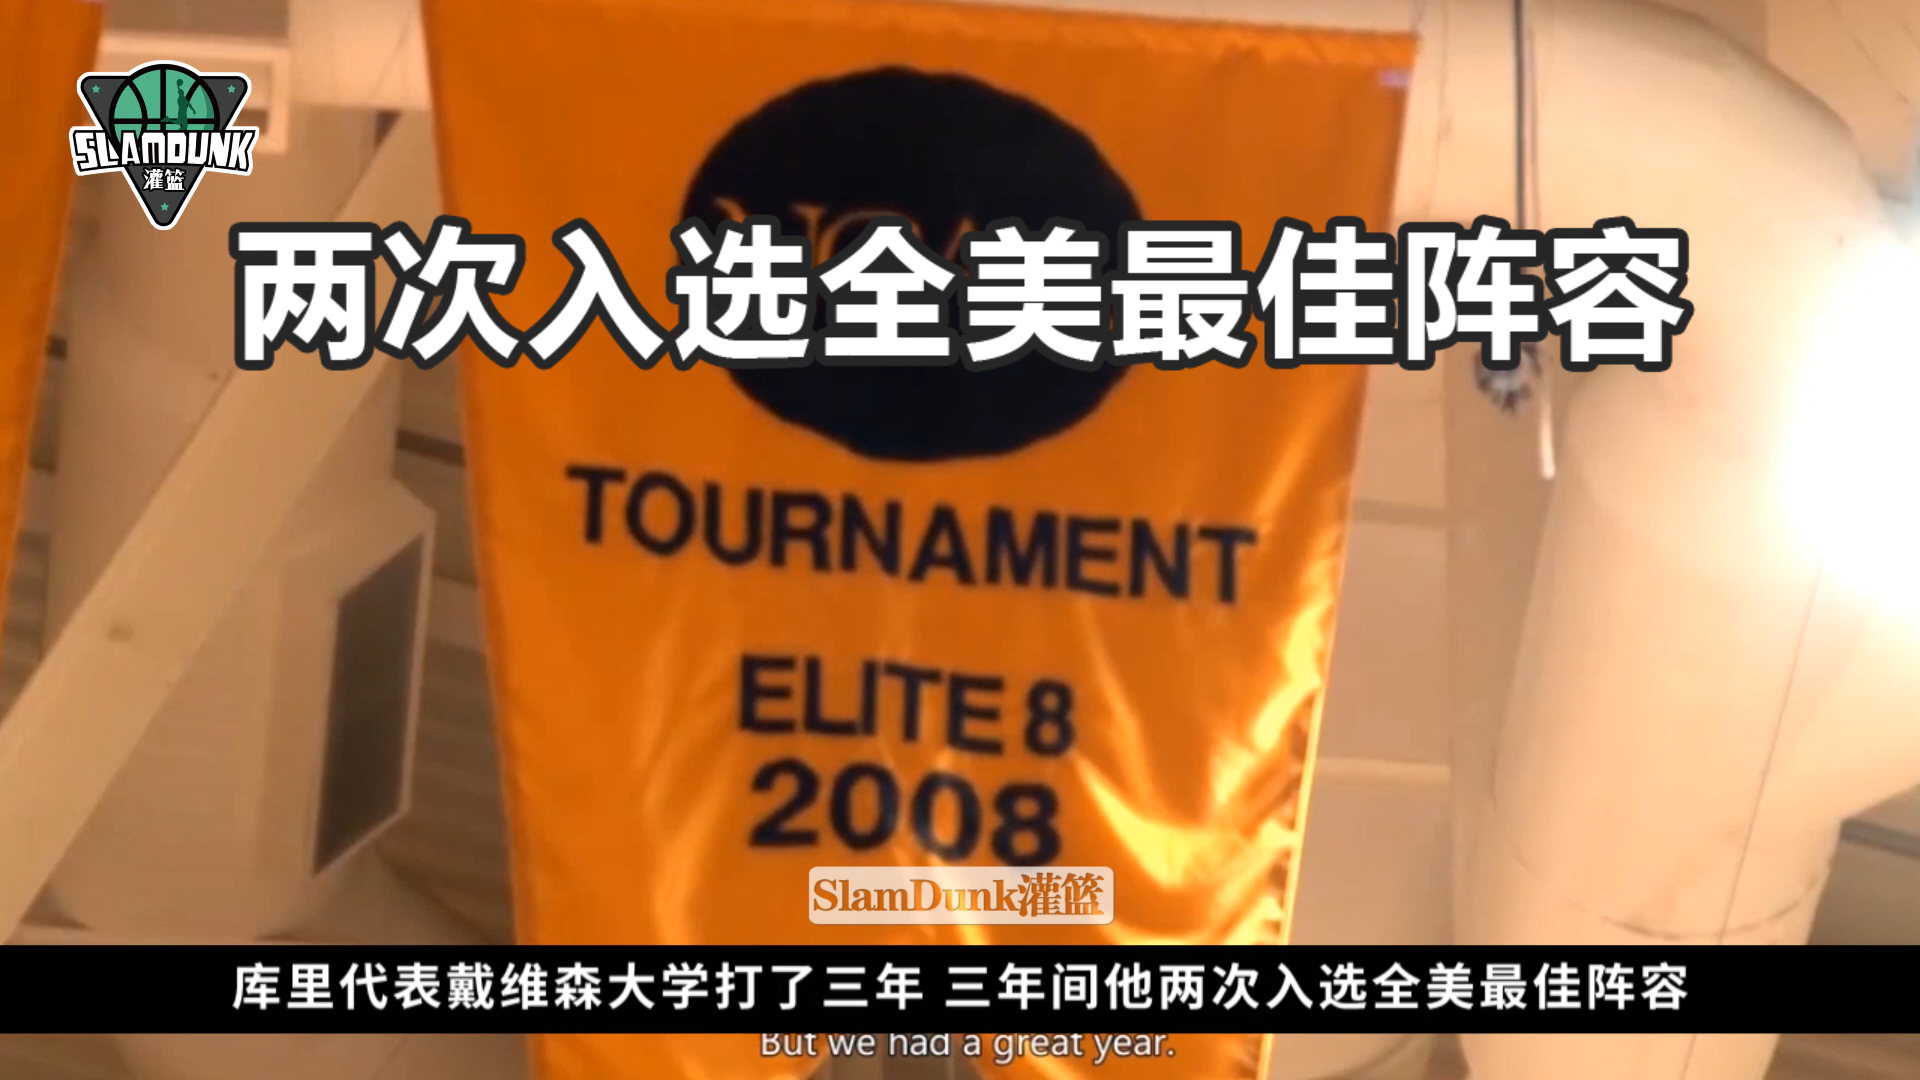 SLAMDUNK
灌篮
两次入选全美最佳阵容
TOURNAMENT
ELITE 8
2008
SlamDunk灌篮
库里代表戴维森大学打了三年 三年间他两次入选全美最佳阵容
But we had a great year.